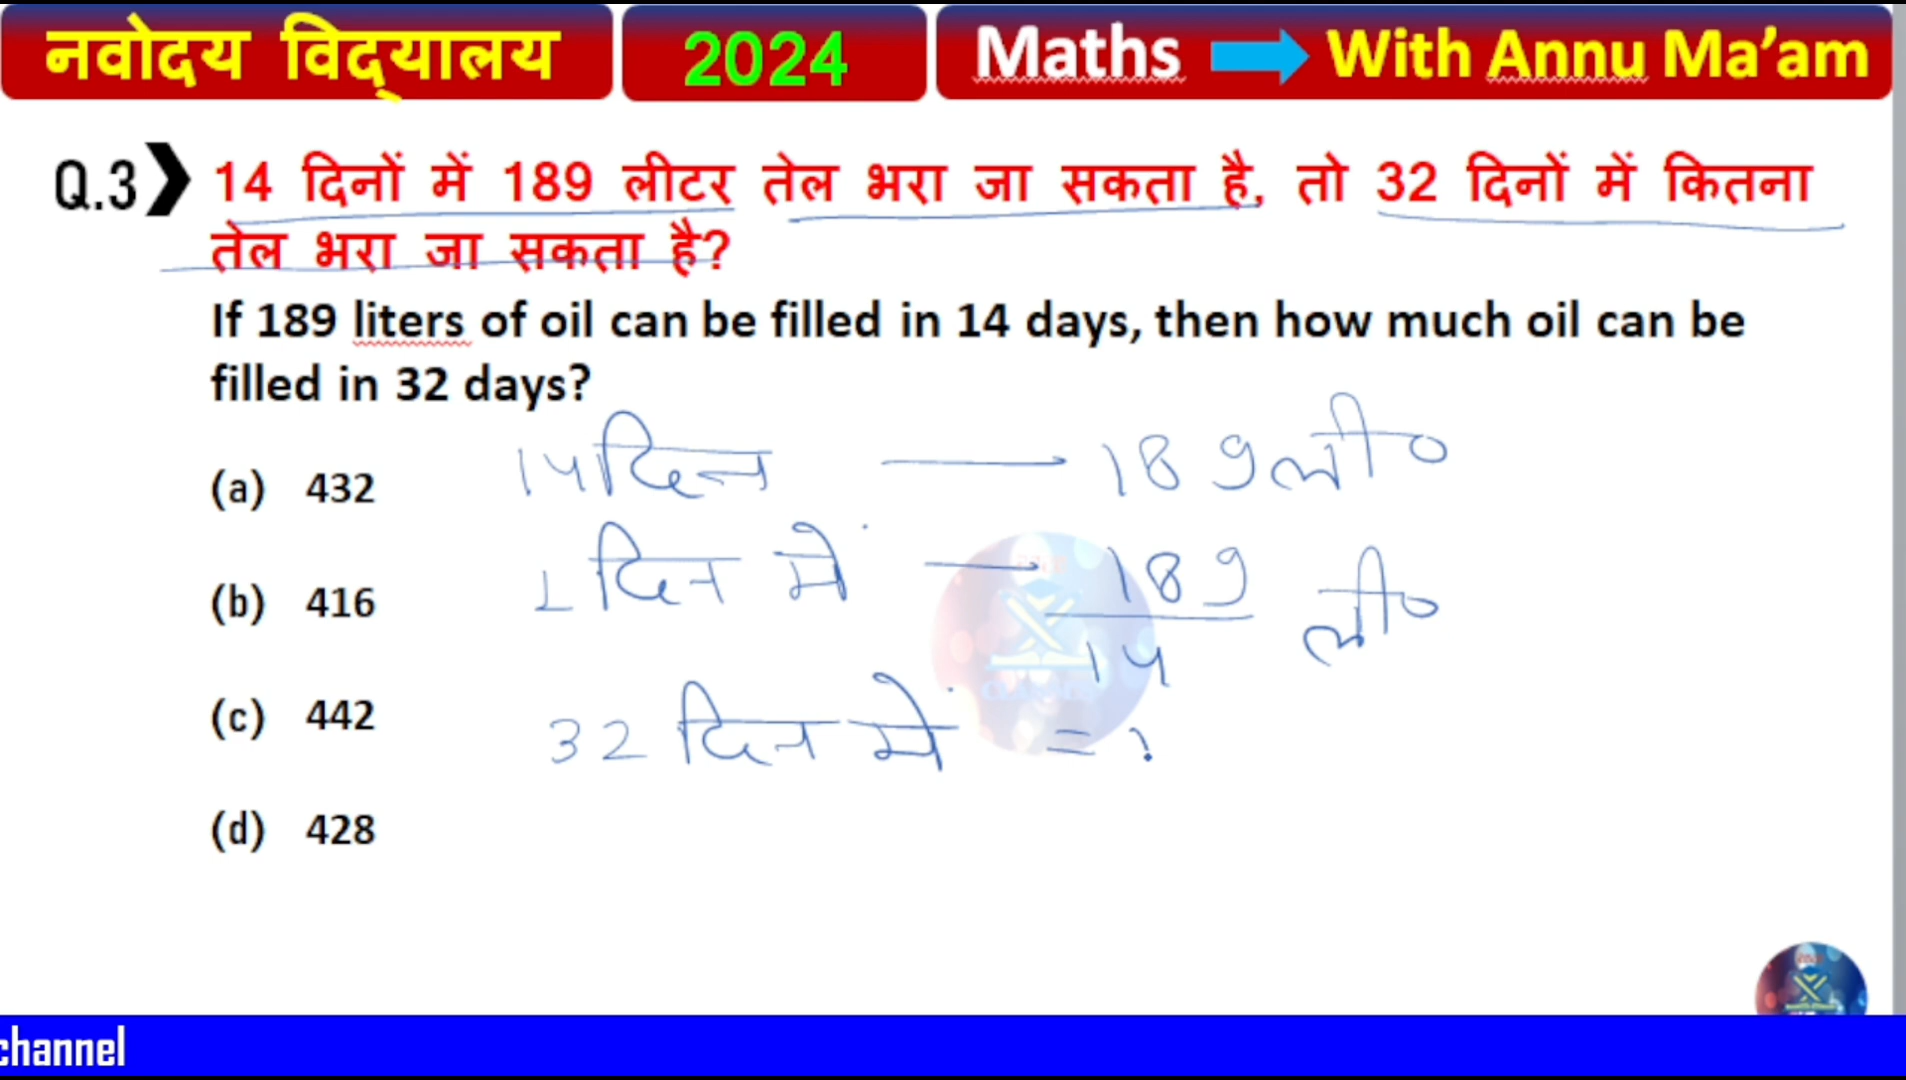 नवोदय विद्यालय 2024 Maths With Annu Ma'am
Q.3 14 दिनों में 189 लीटर तेल भरा जा सकता है, तो 32 दिनों में कितना
तेल भरा जा सकता है?
If 189 liters of oil can be filled in 14 days, then how much oil can be
filled in 32 days?
(a) 432
(b) 416
(c) 442
(d) 428
14 दिन — 189 ली०
1 दिन में — 189
14 ली०
32 दिन में = ?
channel